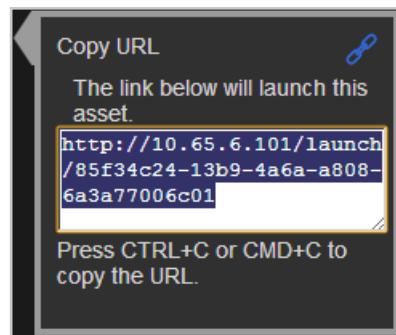 Copy URL
The link below will launch this
asset.
http://10.65.6.101/launch
/85f34c24-13b9-4a6a-a808-
6a3a77006c01
Press CTRL+C or CMD+C to
copy the URL.